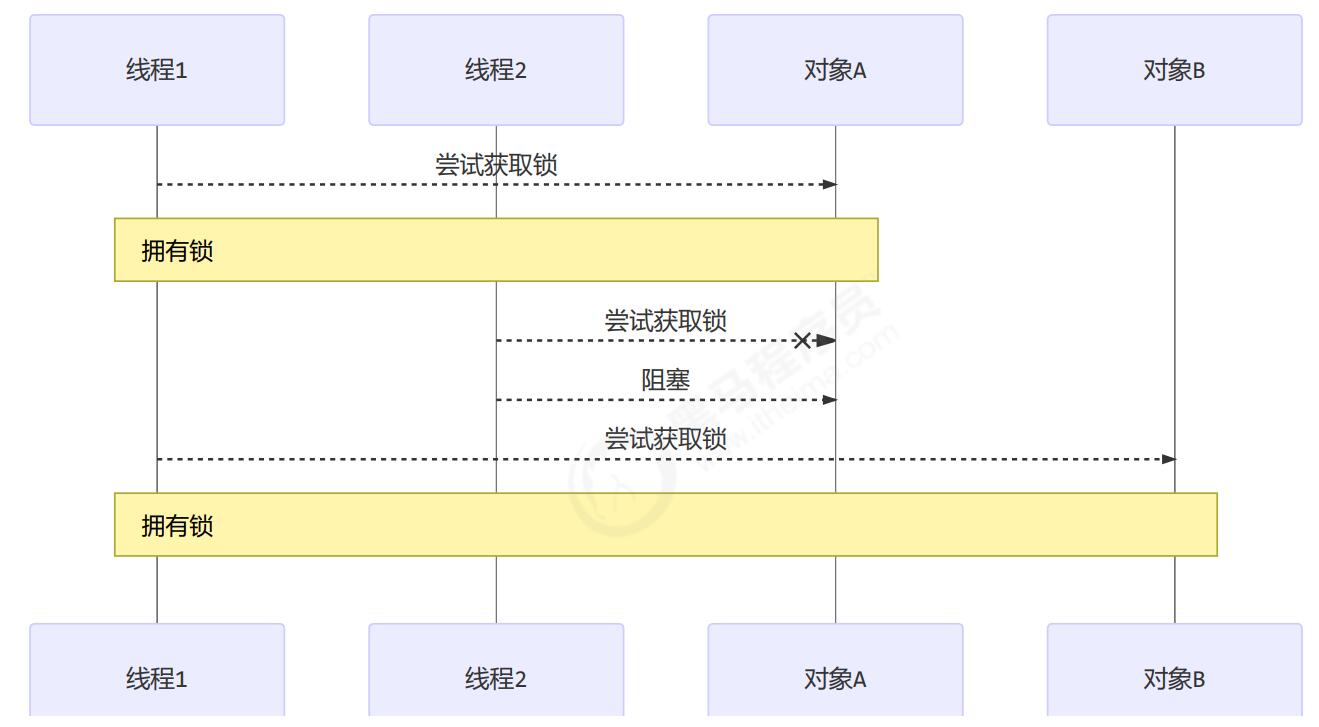 线程1
线程2
对象A
对象B
尝试获取锁
拥有锁
尝试获取锁
阻塞
尝试获取锁
拥有锁
线程1
线程2
对象A
对象B
黑马程序员
www.itheima.com